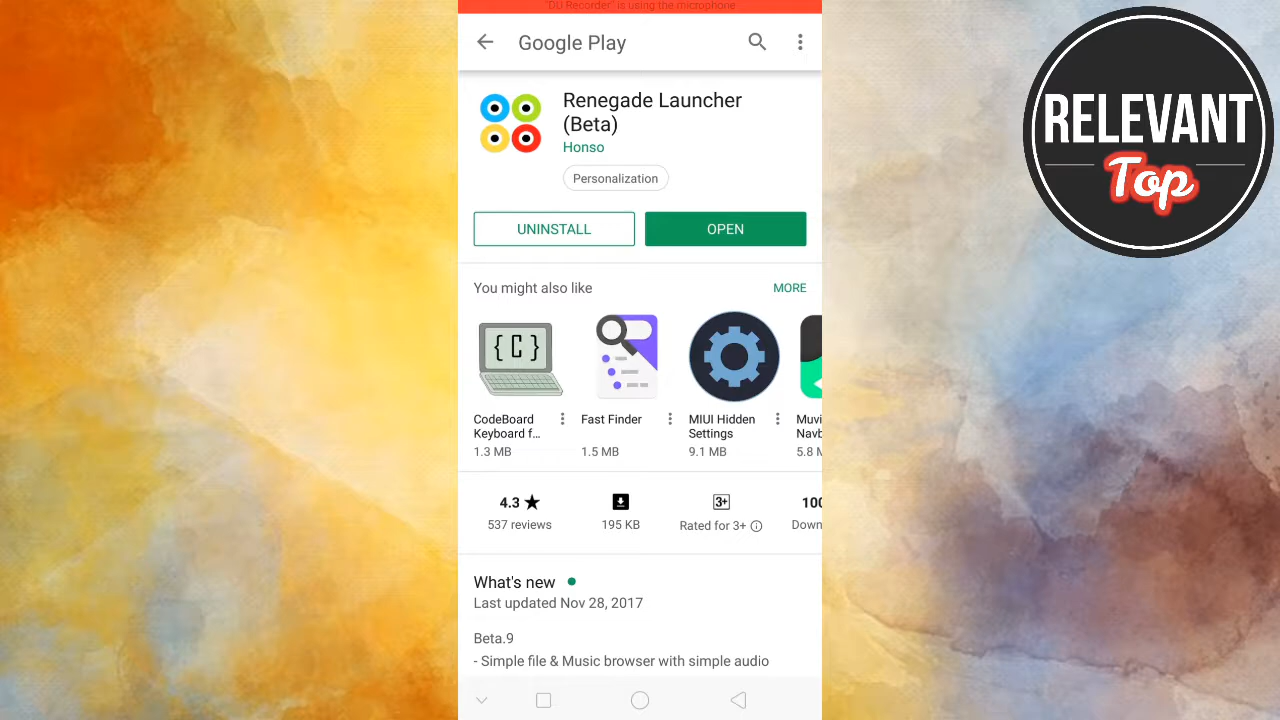 "DU Recorder" is using the microphone
Google Play
Renegade Launcher
(Beta)
Honso
Personalization
UNINSTALL
OPEN
You might also like
MORE
{C}
CodeBoard
Keyboard f...
1.3 MB
Fast Finder
1.5 MB
MIUI Hidden
Settings
9.1 MB
Muvi
Navb
5.8 M
4.3 ★
537 reviews
195 KB
3+
Rated for 3+
100
Down
What's new
Last updated Nov 28, 2017
Beta.9
- Simple file & Music browser with simple audio
RELEVANT
Top